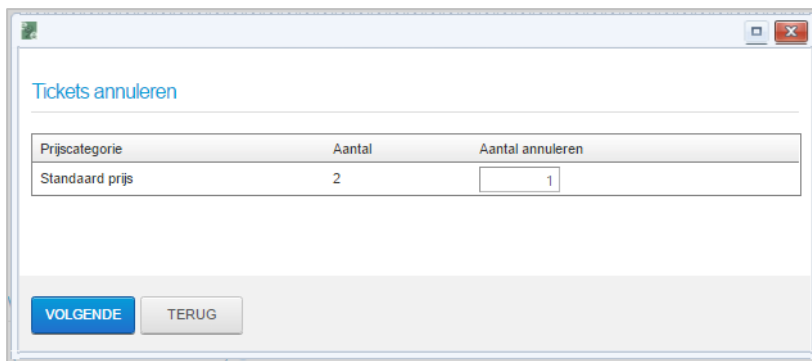 Tickets annuleren
Prijscategorie Aantal Aantal annuleren
Standaard prijs 2 1
VOLGENDE TERUG